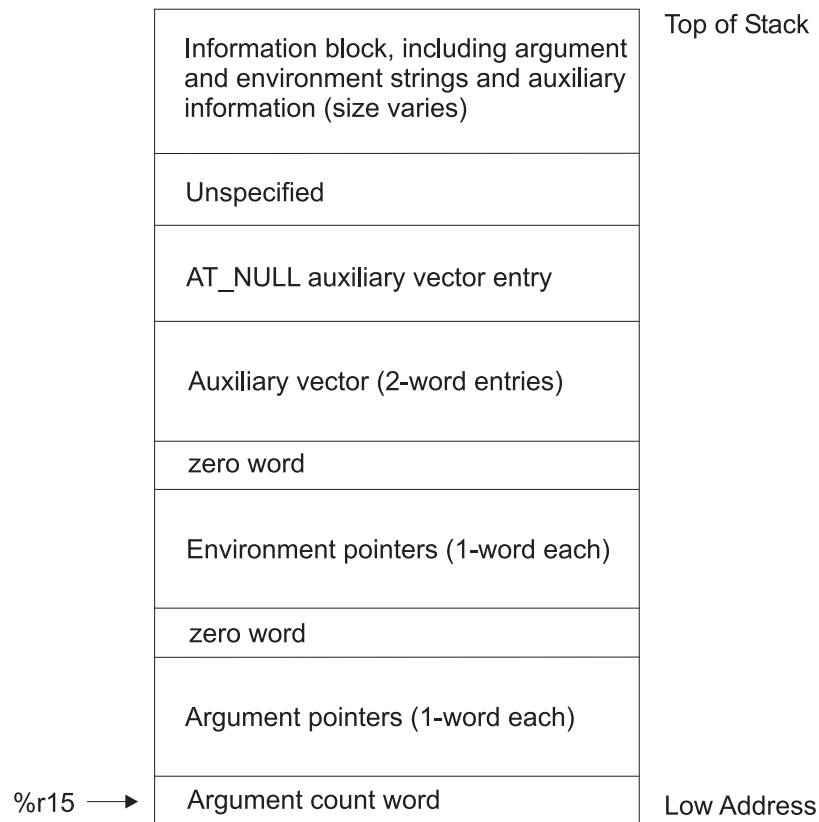 Top of Stack
Information block, including argument
and environment strings and auxiliary
information (size varies)
Unspecified
AT_NULL auxiliary vector entry
Auxiliary vector (2-word entries)
zero word
Environment pointers (1-word each)
zero word
Argument pointers (1-word each)
%r15
Argument count word
Low Address